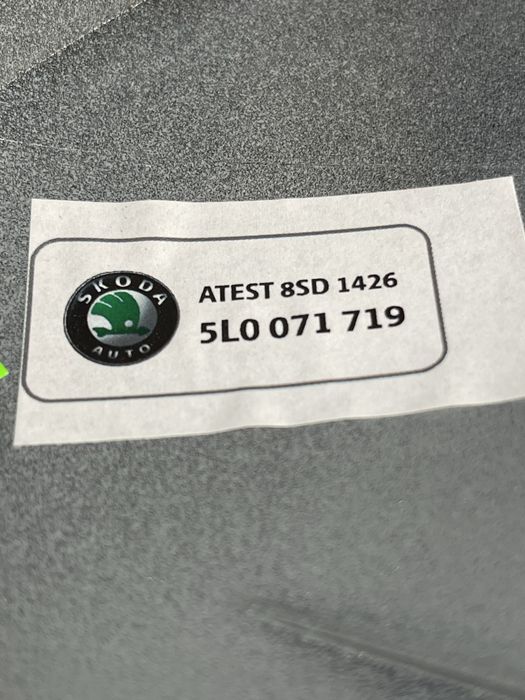 SKODA
AUTO
ATEST 8SD 1426
5L0 071 719